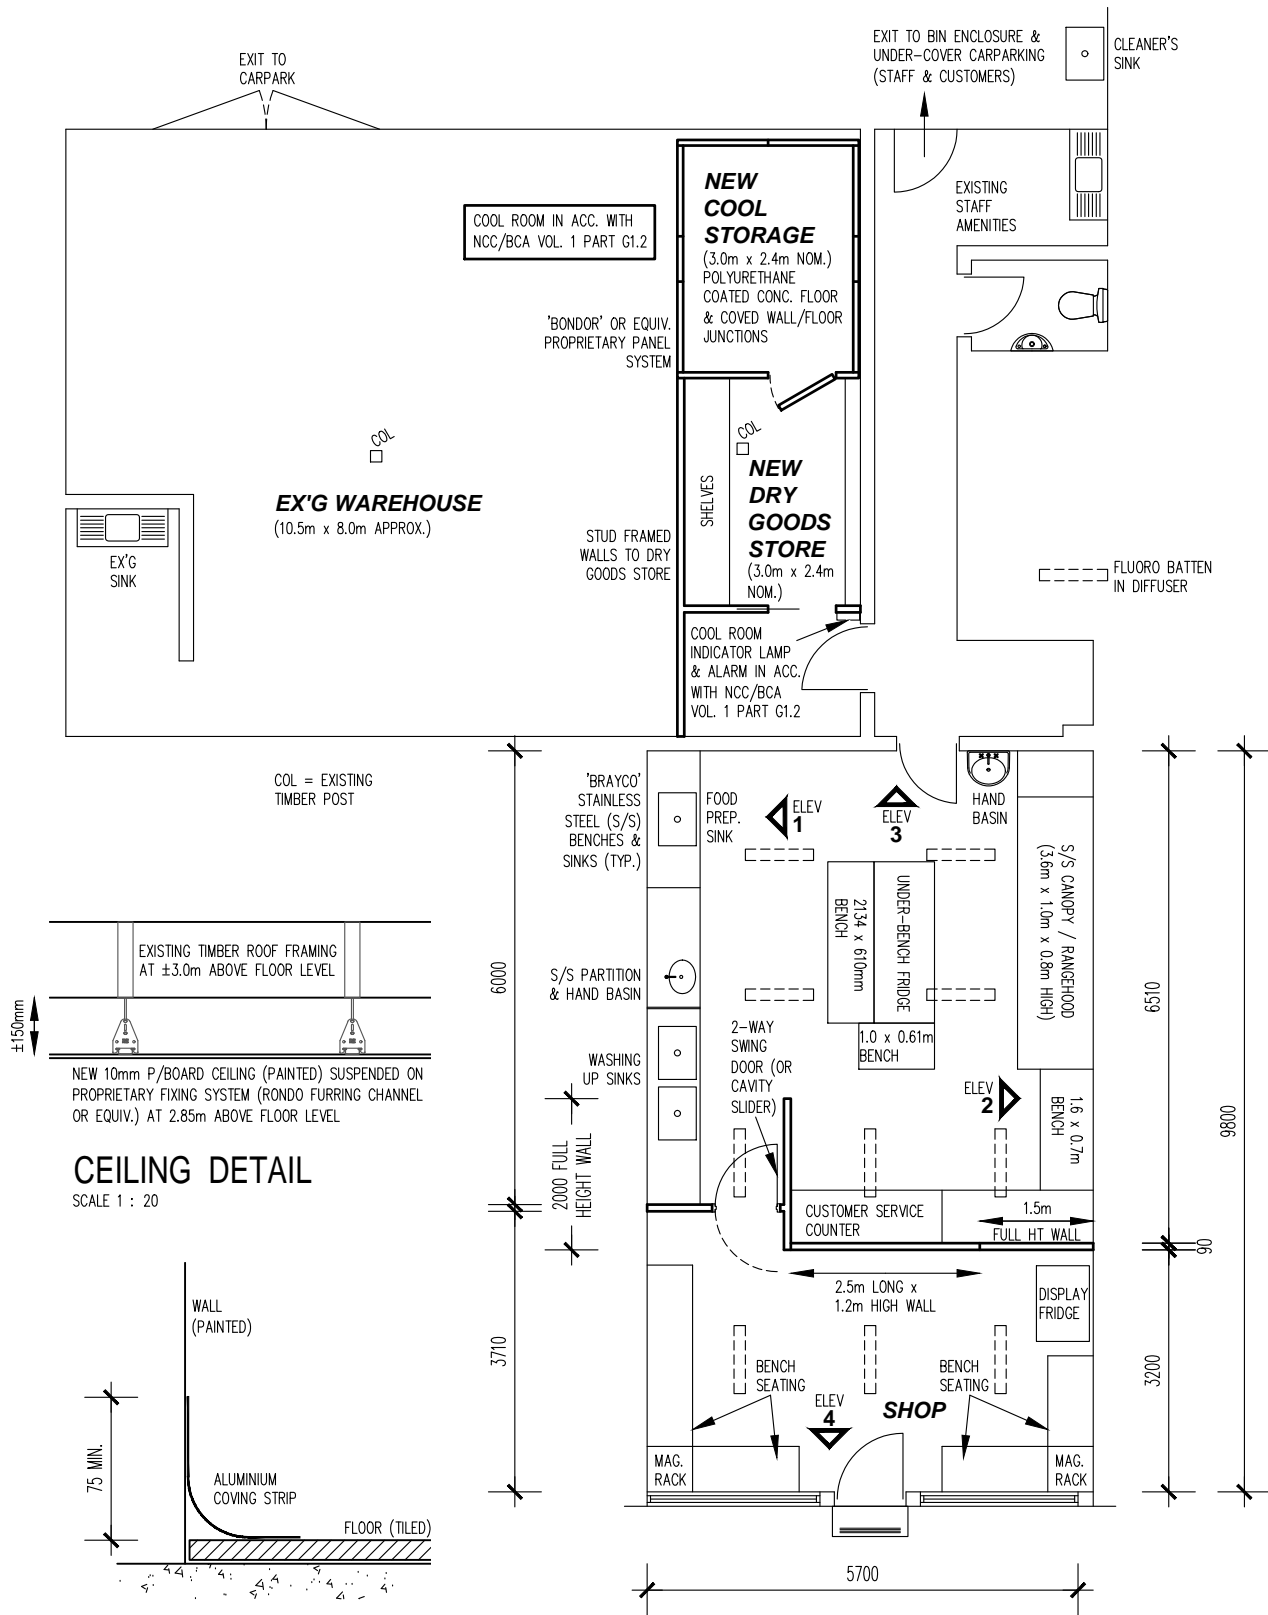 EXIT TO
CARPARK
EXIT TO BIN ENCLOSURE &
UNDER-COVER CARPARKING
(STAFF & CUSTOMERS)
CLEANER'S
SINK
NEW
COOL
STORAGE
(3.0m x 2.4m NOM.)
POLYURETHANE
COATED CONC. FLOOR
& COVED WALL/FLOOR
JUNCTIONS
COOL ROOM IN ACC. WITH
NCC/BCA VOL. 1 PART G1.2
EXISTING
STAFF
AMENITIES
'BONDOR' OR EQUIV.
PROPRIETARY PANEL
SYSTEM
COL
EX'G WAREHOUSE
(10.5m x 8.0m APPROX.)
COL
SHELVES
NEW
DRY
GOODS
STORE
(3.0m x 2.4m
NOM.)
EX'G
SINK
STUD FRAMED
WALLS TO DRY
GOODS STORE
FLUORO BATTEN
IN DIFFUSER
COOL ROOM
INDICATOR LAMP
& ALARM IN ACC.
WITH NCC/BCA
VOL. 1 PART G1.2
COL = EXISTING
TIMBER POST
'BRAYCO'
STAINLESS
STEEL (S/S)
BENCHES &
SINKS (TYP.)
FOOD
PREP.
SINK
ELEV
1
ELEV
3
HAND
BASIN
S/S CANOPY / RANGEHOOD
(3.6m x 1.0m x 0.8m HIGH)
UNDER-BENCH FRIDGE
2134 x 610mm
BENCH
1.0 x 0.61m
BENCH
EXISTING TIMBER ROOF FRAMING
AT ±3.0m ABOVE FLOOR LEVEL
±150mm
NEW 10mm P/BOARD CEILING (PAINTED) SUSPENDED ON
PROPRIETARY FIXING SYSTEM (RONDO FURRING CHANNEL
OR EQUIV.) AT 2.85m ABOVE FLOOR LEVEL
CEILING DETAIL
SCALE 1 : 20
6000
S/S PARTITION
& HAND BASIN
WASHING
UP SINKS
2-WAY
SWING
DOOR (OR
CAVITY
SLIDER)
ELEV
2
1.6 x 0.7m
BENCH
6510
9800
2000 FULL
HEIGHT WALL
CUSTOMER SERVICE
COUNTER
1.5m
FULL HT WALL
90
2.5m LONG x
1.2m HIGH WALL
DISPLAY
FRIDGE
WALL
(PAINTED)
3710
3200
BENCH
SEATING
BENCH
SEATING
ELEV
4
SHOP
MAG.
RACK
MAG.
RACK
75 MIN.
ALUMINIUM
COVING STRIP
FLOOR (TILED)
5700